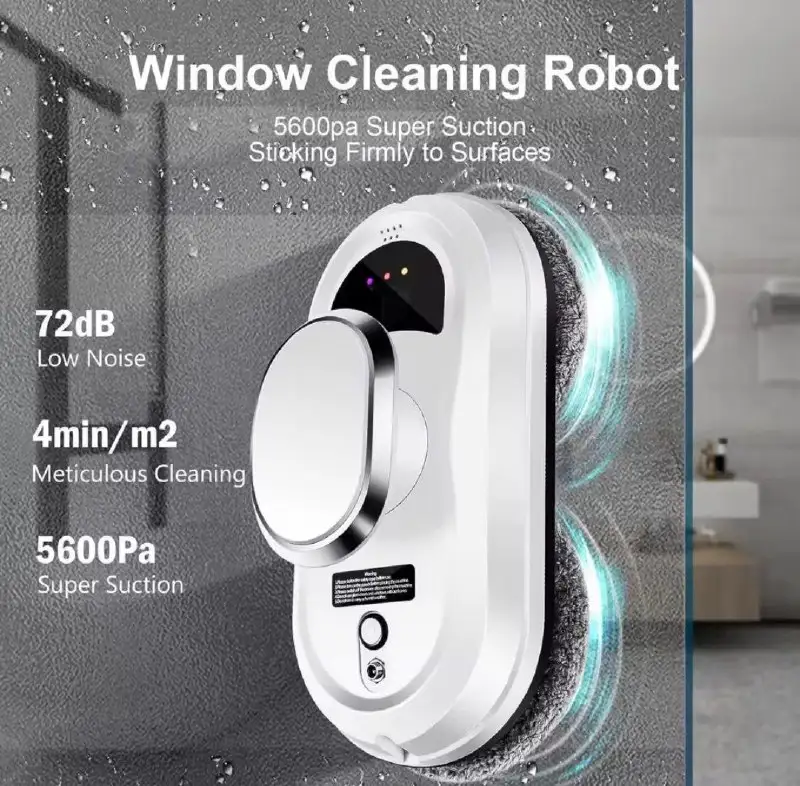 Window Cleaning Robot
5600pa Super Suction
Sticking Firmly to Surfaces
72dB
Low Noise
4min/m2
Meticulous Cleaning
5600Pa
Super Suction
Warning